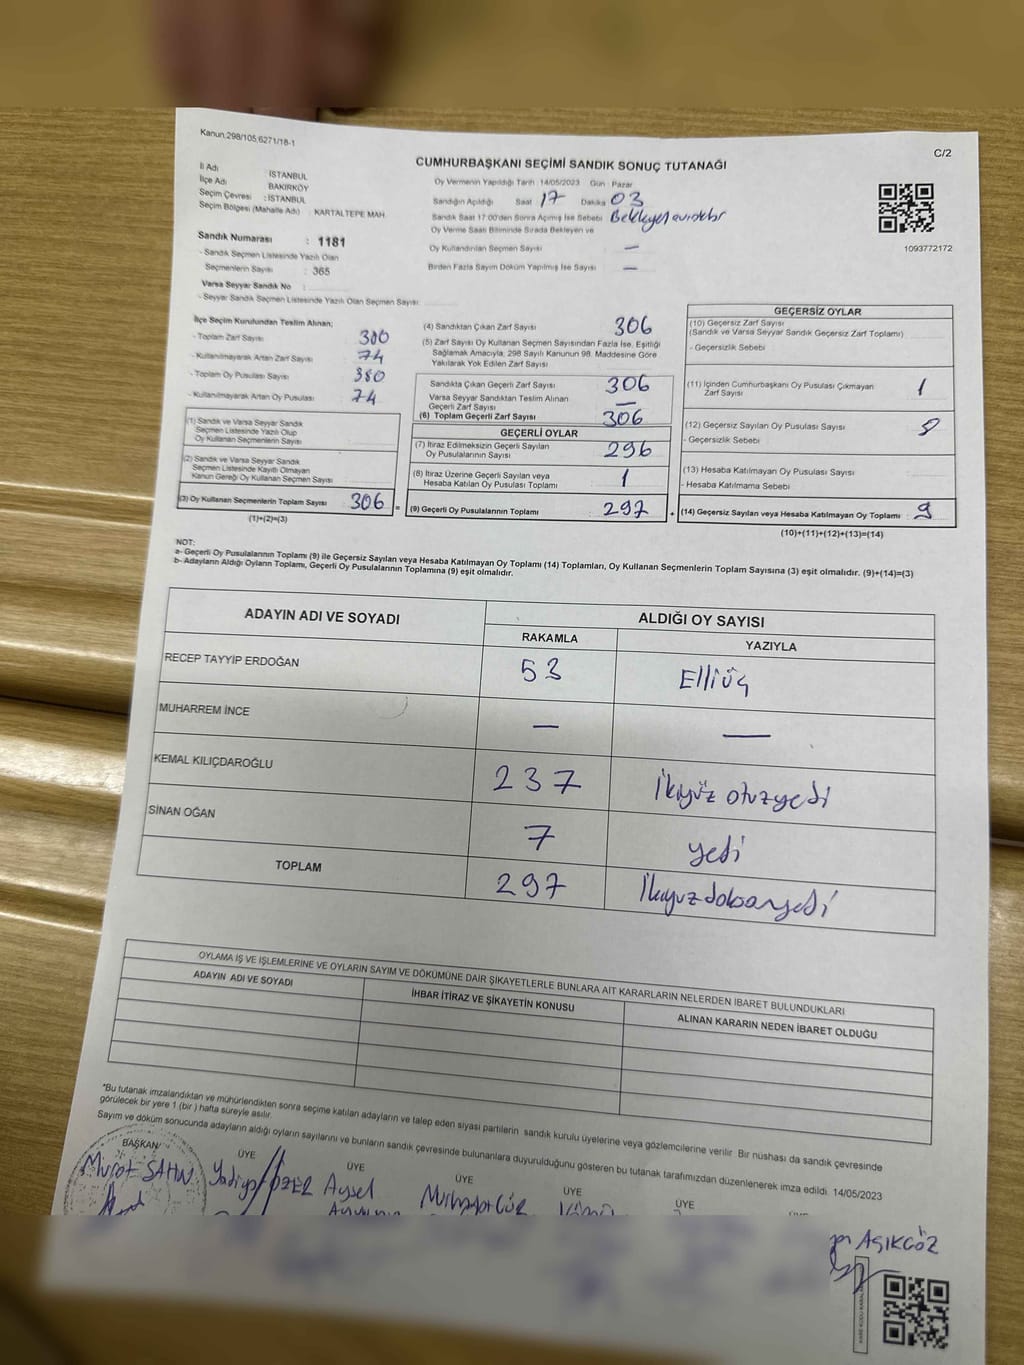 Kanun;298/105;6271/18-1
C/2
CUMHURBAŞKANI SEÇİMİ SANDIK SONUÇ TUTANAĞI
İl Adı : İSTANBUL
İlçe Adı : BAKIRKÖY
Seçim Çevresi : İSTANBUL
Seçim Bölgesi (Mahalle Adı) : KARTALTEPE MAH.
Oy Vermenin Yapıldığı Tarih :14/05/2023 Gün Pazar
Sandığın Açıldığı Saat 17 Dakika 03
Sandık Saat 17:00'den Sonra Açılmış İse Sebebi
Oy Verme Saati Bitiminde Sırada Bekleyen ve
Oy Kullandırılan Seçmen Sayısı : —
Birden Fazla Sayım Döküm Yapılmış İse Sayısı : —
1093772172
Sandık Numarası : 1181
- Sandık Seçmen Listesinde Yazılı Olan
Seçmenlerin Sayısı : 365
Varsa Seyyar Sandık No :
- Seyyar Sandık Seçmen Listesinde Yazılı Olan Seçmen Sayısı:
İlçe Seçim Kurulundan Teslim Alınan;
- Toplam Zarf Sayısı : 380
- Kullanılmayarak Artan Zarf Sayısı : 74
- Toplam Oy Pusulası Sayısı : 380
- Kullanılmayarak Artan Oy Pusulası : 74
(1) Sandık ve Varsa Seyyar Sandık
Seçmen Listesinde Yazılı Olup
Oy Kullanan Seçmenlerin Sayısı :
(2) Sandık ve Varsa Seyyar Sandık
Seçmen Listesinde Kayıtlı Olmayan
Kanun Gereği Oy Kullanan Seçmen Sayısı :
(3) Oy Kullanan Seçmenlerin Toplam Sayısı : 306
(1)+(2)=(3)
(4) Sandıktan Çıkan Zarf Sayısı : 306
(5) Zarf Sayısı Oy Kullanan Seçmen Sayısından Fazla İse, Eşitliği
Sağlamak Amacıyla, 298 Sayılı Kanunun 98. Maddesine Göre
Yakılarak Yok Edilen Zarf Sayısı :
Sandıkta Çıkan Geçerli Zarf Sayısı : 306
Varsa Seyyar Sandıktan Teslim Alınan
Geçerli Zarf Sayısı : —
(6) Toplam Geçerli Zarf Sayısı : 306
GEÇERLİ OYLAR
(7) İtiraz Edilmeksizin Geçerli Sayılan
Oy Pusulalarının Sayısı : 296
(8) İtiraz Üzerine Geçerli Sayılan veya
Hesaba Katılan Oy Pusulası Toplamı : 1
= (9) Geçerli Oy Pusulalarının Toplamı : 297
GEÇERSİZ OYLAR
(10) Geçersiz Zarf Sayısı
(Sandık ve Varsa Seyyar Sandık Geçersiz Zarf Toplamı) :
- Geçersizlik Sebebi
(11) İçinden Cumhurbaşkanı Oy Pusulası Çıkmayan
Zarf Sayısı : 1
(12) Geçersiz Sayılan Oy Pusulası Sayısı : 8
- Geçersizlik Sebebi
(13) Hesaba Katılmayan Oy Pusulası Sayısı :
- Hesaba Katılmama Sebebi
+ (14) Geçersiz Sayılan veya Hesaba Katılmayan Oy Toplamı : 9
(10)+(11)+(12)+(13)=(14)
NOT:
a- Geçerli Oy Pusulalarının Toplamı (9) ile Geçersiz Sayılan veya Hesaba Katılmayan Oy Toplamı (14) Toplamları, Oy Kullanan Seçmenlerin Toplam Sayısına (3) eşit olmalıdır. (9)+(14)=(3)
b- Adayların Aldığı Oyların Toplamı, Geçerli Oy Pusulalarının Toplamına (9) eşit olmalıdır.
ADAYIN ADI VE SOYADI
ALDIĞI OY SAYISI
RAKAMLA YAZIYLA
RECEP TAYYİP ERDOĞAN 53 Elliüç
MUHARREM İNCE — —
KEMAL KILIÇDAROĞLU 237 İkiyüz otuzyedi
SİNAN OĞAN 7 yedi
TOPLAM 297 İkiyüzdoksanyedi
OYLAMA İŞ VE İŞLEMLERİNE VE OYLARIN SAYIM VE DÖKÜMÜNE DAİR ŞİKAYETLERLE BUNLARA AİT KARARLARIN NELERDEN İBARET BULUNDUKLARI
ADAYIN ADI VE SOYADI İHBAR İTİRAZ VE ŞİKAYETİN KONUSU ALINAN KARARIN NEDEN İBARET OLDUĞU
*Bu tutanak imzalandıktan ve mühürlendikten sonra seçime katılan adayların ve talep eden siyasi partilerin sandık kurulu üyelerine veya gözlemcilerine verilir. Bir nüshası da sandık çevresinde
görülecek bir yere 1 (bir ) hafta süreyle asılır.
Sayım ve döküm sonucunda adayların aldığı oyların sayılarını ve bunların sandık çevresinde bulunanlara duyurulduğunu gösteren bu tutanak tarafımızdan düzenlenerek imza edildi. 14/05/2023
BAŞKAN ÜYE ÜYE ÜYE ÜYE ÜYE ÜYE
Murat ŞAHİN ÖZER Aysel
AÇIKGÖZ